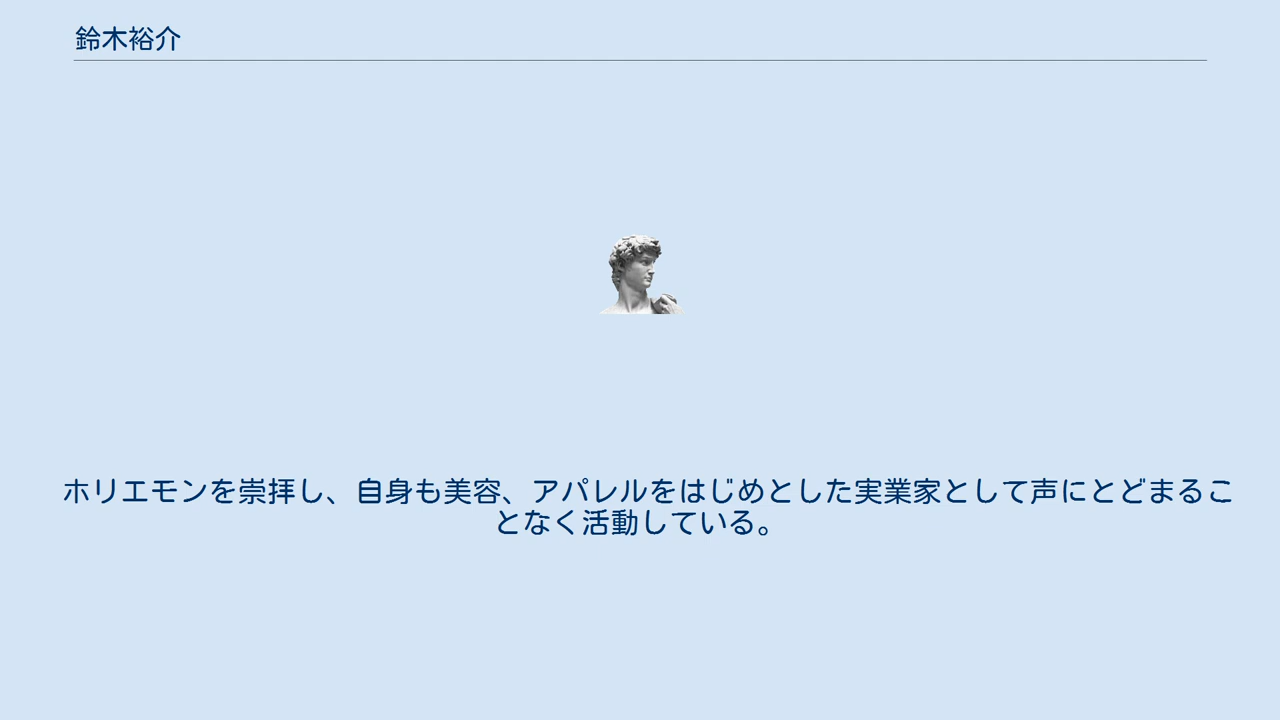 鈴木裕介
ホリエモンを崇拝し、自身も美容、アパレルをはじめとした実業家として声にとどまるこ
となく活動している。